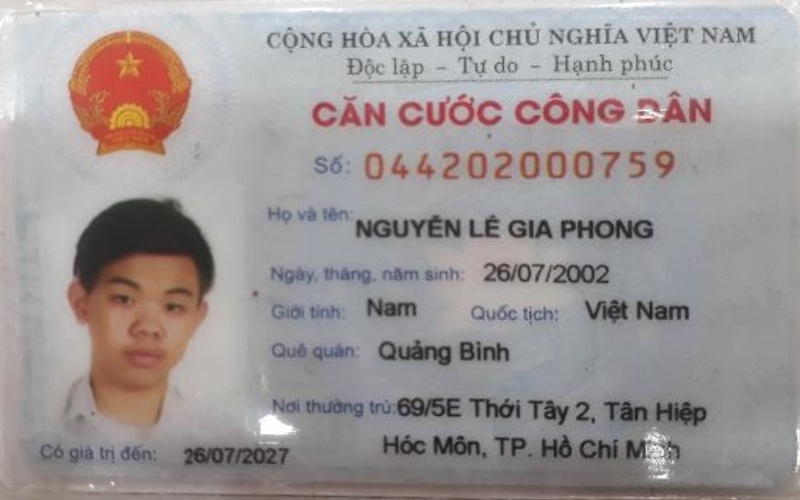 CỘNG HÒA XÃ HỘI CHỦ NGHĨA VIỆT NAM
Độc lập - Tự do - Hạnh phúc
CĂN CƯỚC CÔNG DÂN
Số: 044202000759
Họ và tên: NGUYỄN LÊ GIA PHONG
Ngày, tháng, năm sinh: 26/07/2002
Giới tính: Nam Quốc tịch: Việt Nam
Quê quán: Quảng Bình
Nơi thường trú: 69/5E Thới Tây 2, Tân Hiệp
Hóc Môn, TP. Hồ Chí Minh
Có giá trị đến: 26/07/2027